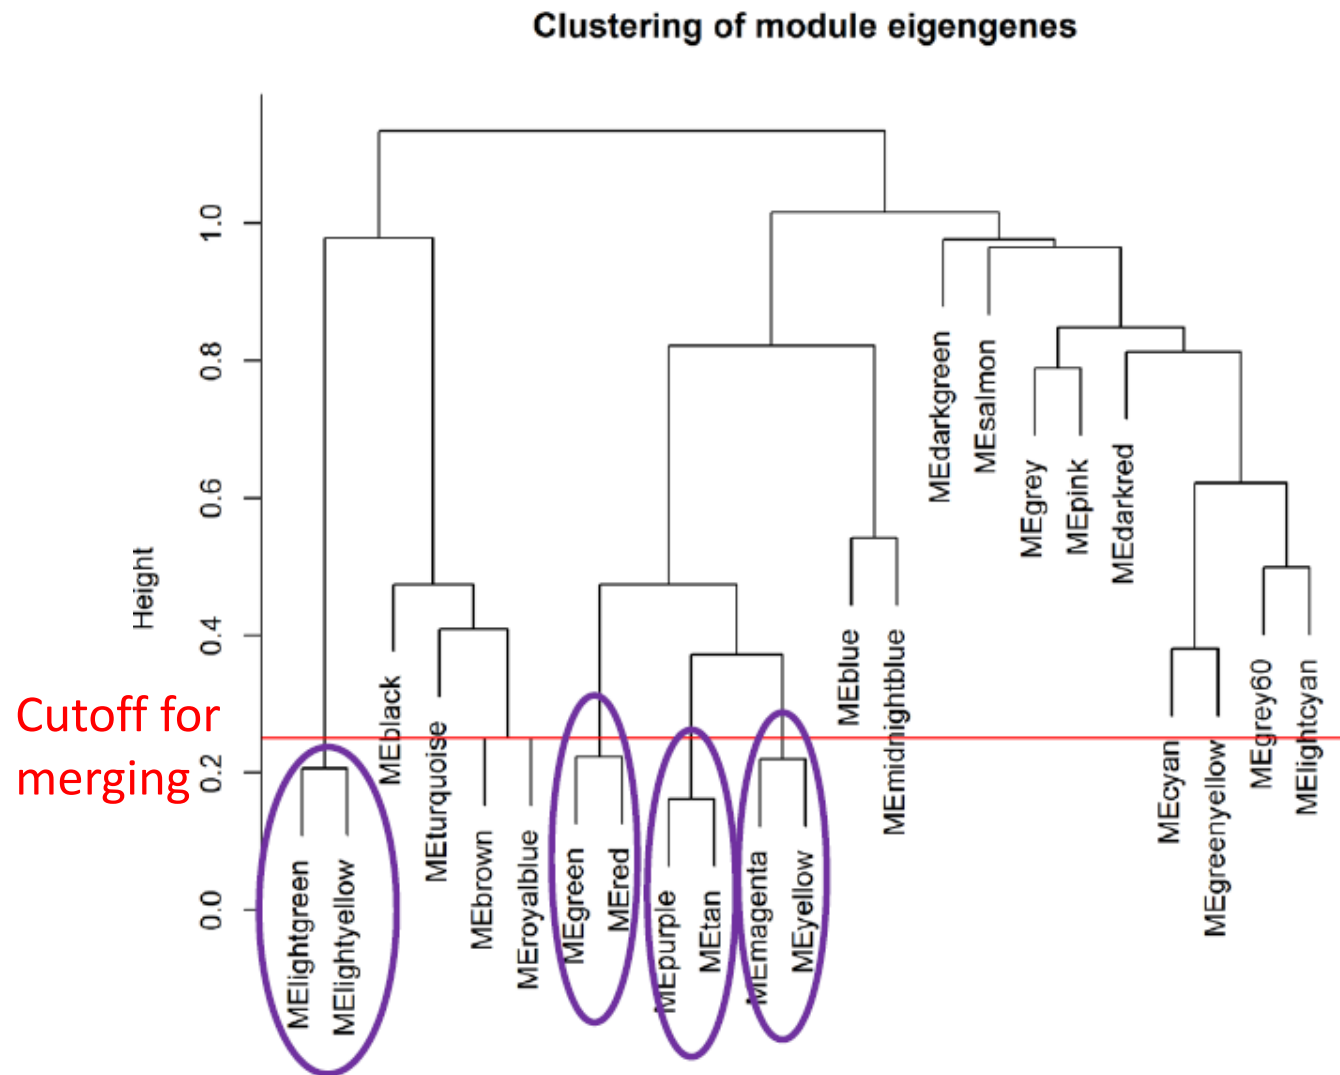 Clustering of module eigengenes
Height
1.0
0.8
0.6
0.4
0.2
0.0
Cutoff for
merging
MElightgreen
MElightyellow
MEblack
MEturquoise
MEbrown
MEroyalblue
MEgreen
MEred
MEpurple
MEtan
MEmagenta
MEyellow
MEblue
MEmidnightblue
MEdarkgreen
MEsalmon
MEgrey
MEpink
MEdarkred
MEcyan
MEgreenyellow
MEgrey60
MElightcyan